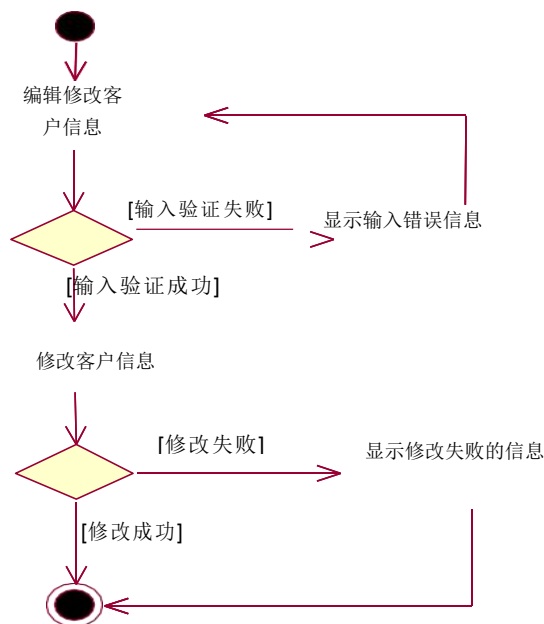 编辑修改客
户信息
[输入验证失败]
显示输入错误信息
[输入验证成功]
修改客户信息
[修改失败]
显示修改失败的信息
[修改成功]